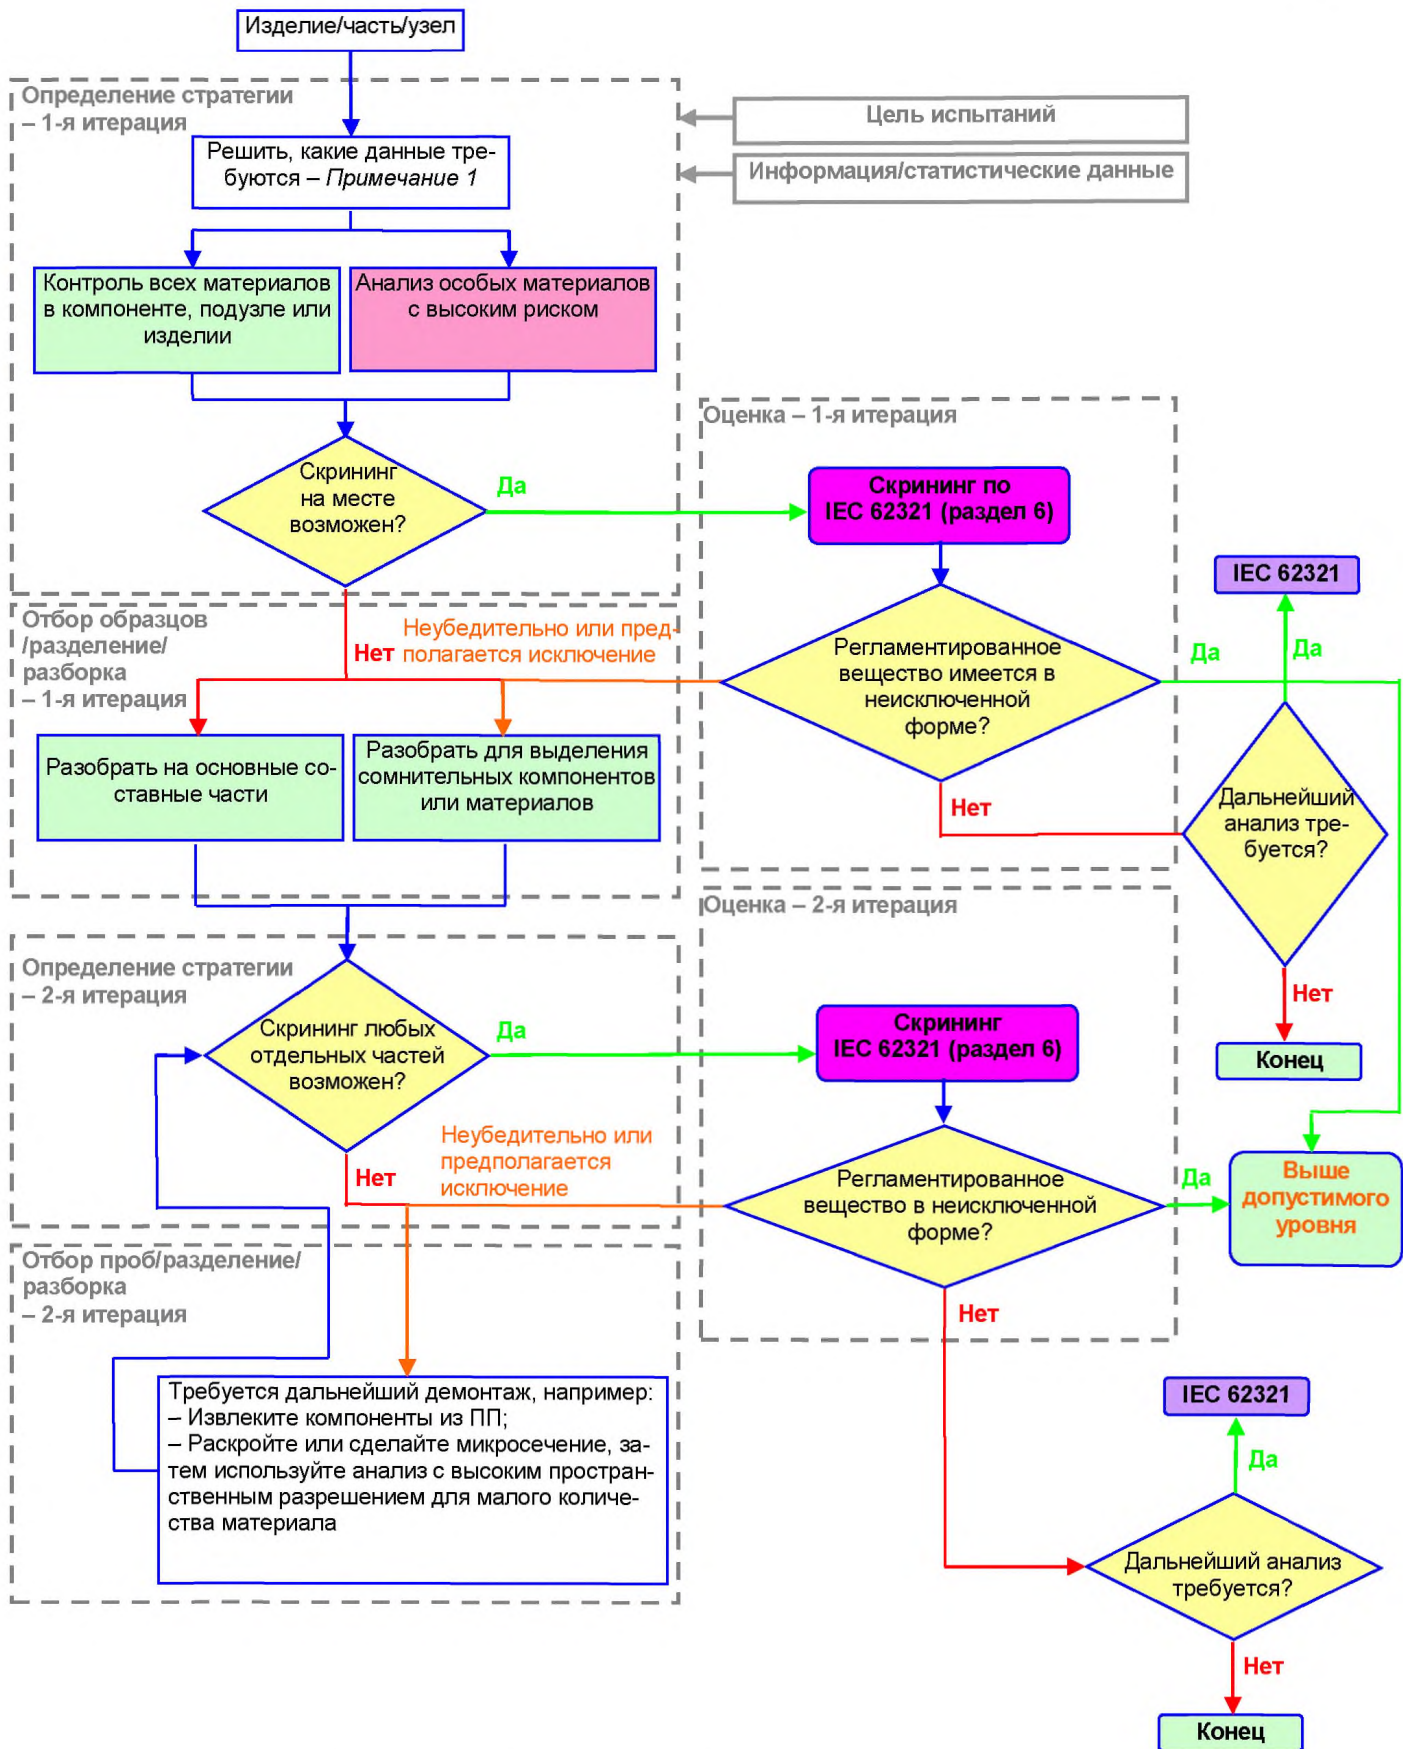 Изделие/часть/узел
Определение стратегии
– 1-я итерация
Цель испытаний
Решить, какие данные тре-
буются – Примечание 1
Информация/статистические данные
Контроль всех материалов
в компоненте, подузле или
изделии
Анализ особых материалов
с высоким риском
Скрининг
на месте
возможен?
Да
Оценка – 1-я итерация
Скрининг по
IEC 62321 (раздел 6)
IEC 62321
Отбор образцов
/разделение/
разборка
– 1-я итерация
Нет
Неубедительно или пред-
полагается исключение
Регламентированное
вещество имеется в
неисключенной
форме?
Да
Да
Разобрать на основные со-
ставные части
Разобрать для выделения
сомнительных компонентов
или материалов
Нет
Дальнейший
анализ тре-
буется?
Нет
Конец
Определение стратегии
– 2-я итерация
Скрининг любых
отдельных частей
возможен?
Да
Оценка – 2-я итерация
Скрининг
IEC 62321 (раздел 6)
Нет
Неубедительно или
предполагается
исключение
Регламентированное
вещество в неисключенной
форме?
Да
Выше
допустимого
уровня
Отбор проб/разделение/
разборка
– 2-я итерация
Нет
Требуется дальнейший демонтаж, например:
– Извлеките компоненты из ПП;
– Раскройте или сделайте микросечение, за-
тем используйте анализ с высоким простран-
ственным разрешением для малого количе-
ства материала
IEC 62321
Да
Дальнейший анализ
требуется?
Нет
Конец